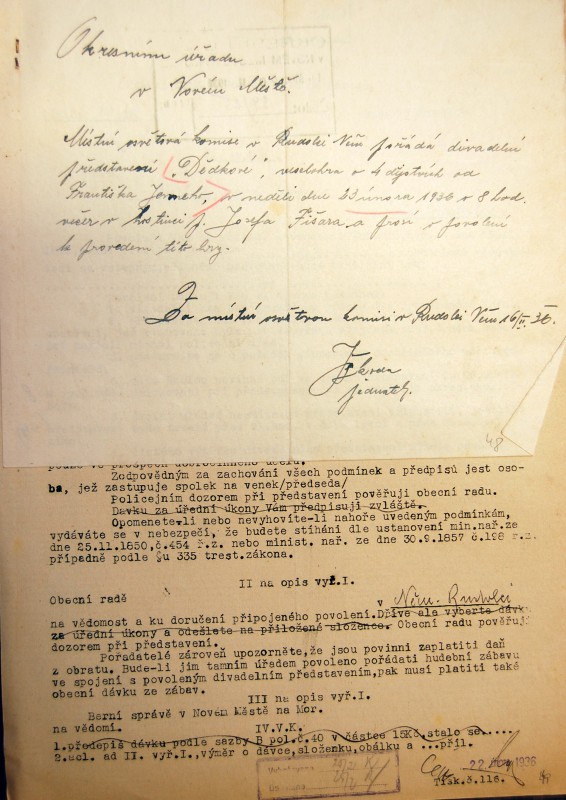 Okresnímu úřadu
v Novém Městě.
Místní osvětová komise v Rudolci Něm pořádá divadelní
představení „Dědkové", veselohra o 4 dějstvích od
Františka v neděli dne 23 února 1936 o 8 hod.
večer v hostinci p. Josefa Fišara a prosí o povolení
k provedení této hry.
Za místní osvětovou komisi v Rudolci Něm 16/II. 36.
jednatel.
48
pouze ve prospěch dobročinného účelu.
Zodpovědným za zachování všech podmínek a předpisů jest oso-
ba, jež zastupuje spolek na venek/předseda/
Policejním dozorem při představení pověřuji obecní radu.
Dávku za úřední úkony Vám předpisuji zvláště.
Opomenete-li nebo nevyhovíte-li nahoře uvedeným podmínkám,
vydáváte se v nebezpečí, že budete stíháni dle ustanovení min.nař.ze
dne 25.11.1850,č.454 ř.z. nebo minist. nař. ze dne 30.9.1857 č.198 ř.z.
případně podle §u 335 trest.zákona.
II na opis vyř.I.
Obecní radě v Něm. Rudolci
na vědomost a ku doručení připojeného povolení.Dříve ale vyberte dávku
za úřední úkony a odešlete na přiložené složence. Obecní radu pověřuji
dozorem při představení.
Pořadatelé zároveň upozorněte,že jsou povinni zaplatiti daň
z obratu. Bude-li jim tamním úřadem povoleno pořádati hudební zábavu
ve spojení s povoleným divadelním představením,pak musí platiti také
obecní dávku ze zábav.
III na opis vyř.I.
Berní správě v Novém Městě na Mor.
na vědomí. IV.V.K.
1.předepiš dávku podle sazby B pol.č.40 v částce 15Kč.stalo se.....
2.ucl. ad II. vyř.I.,výměr o dávce,složenku,obálku a ...příl.
22. 1936
Tisk.č.116.